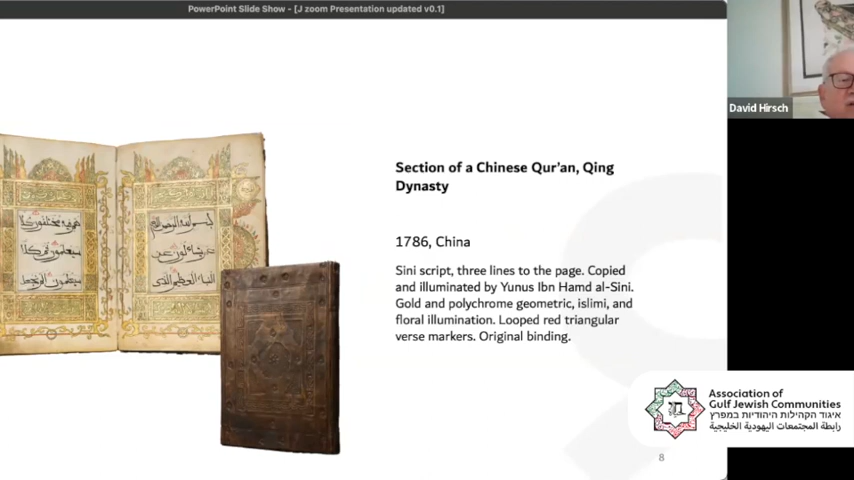 PowerPoint Slide Show - [J zoom Presentation updated v0.1]
David Hirsch
Section of a Chinese Qur'an, Qing
Dynasty
1786, China
Sini script, three lines to the page. Copied
and illuminated by Yunus Ibn Hamd al-Sini.
Gold and polychrome geometric, islimi, and
floral illumination. Looped red triangular
verse markers. Original binding.
Association of
Gulf Jewish Communities
איגוד הקהילות היהודיות במפרץ
رابطة المجتمعات اليهودية الخليجية
8